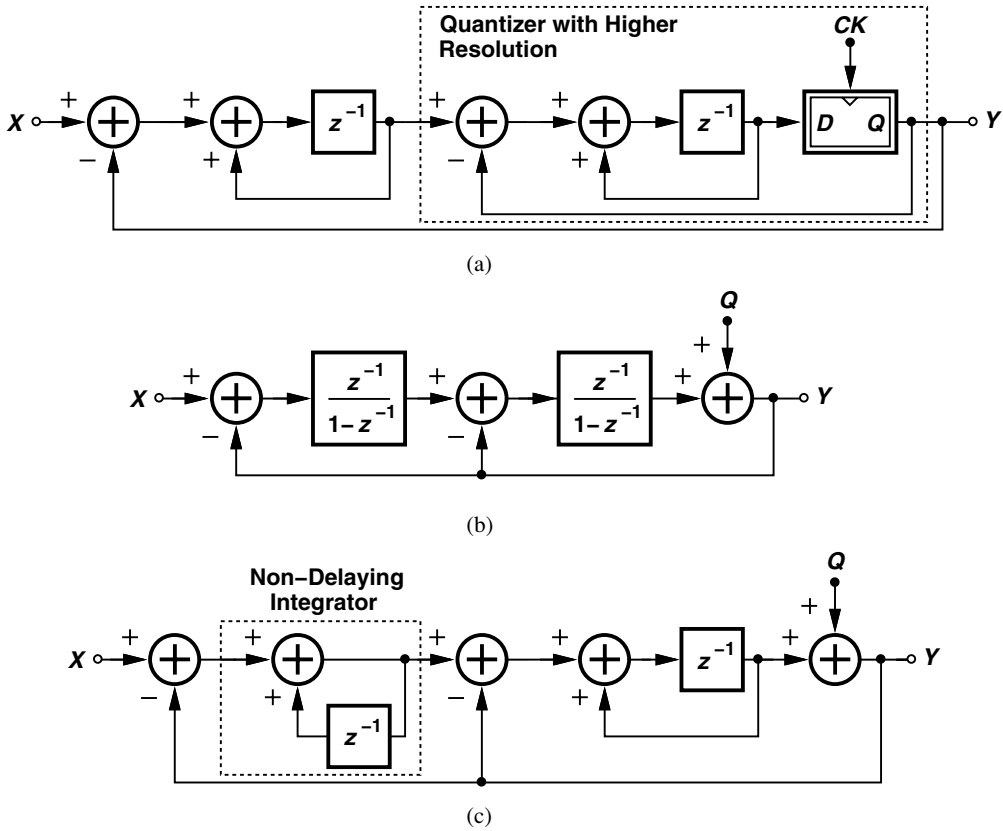 Quantizer with Higher
Resolution
CK
X + − + + z⁻¹ + − + + z⁻¹ D Q Y
(a)
Q
X + − z⁻¹ / 1−z⁻¹ + − z⁻¹ / 1−z⁻¹ + + Y
(b)
Non−Delaying
Integrator
Q
X + − + + z⁻¹ + − + + z⁻¹ + + Y
(c)